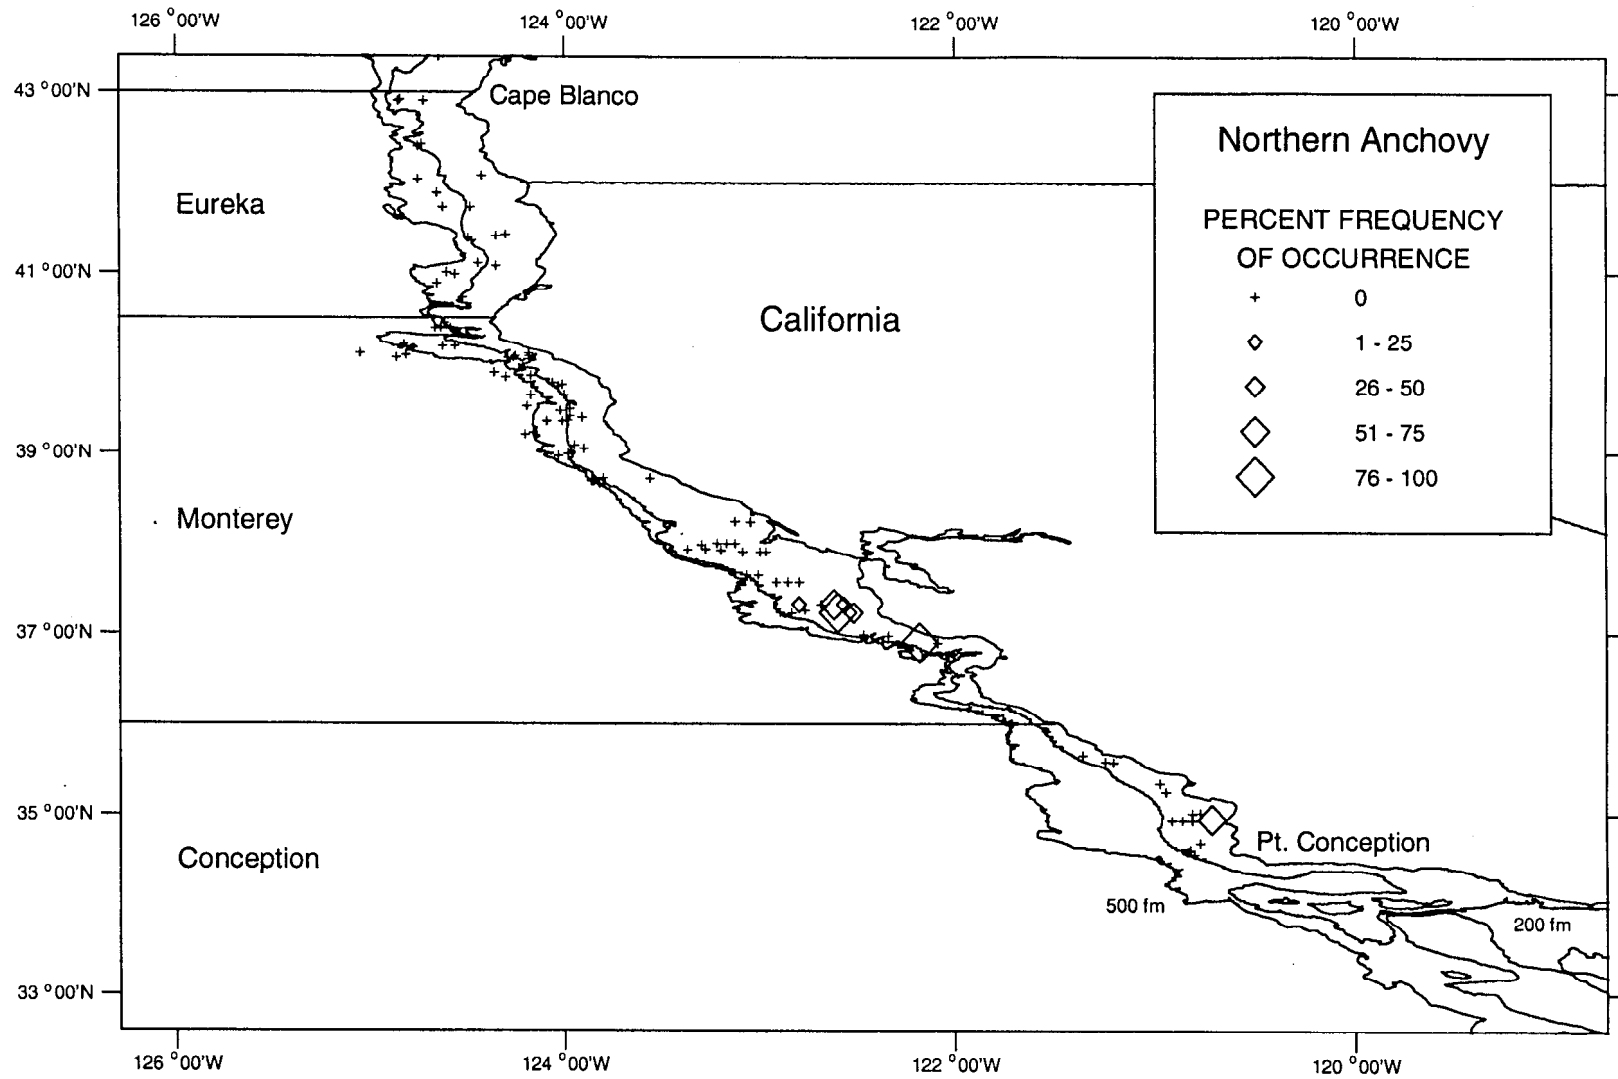 126 °00'W 124 °00'W 122 °00'W 120 °00'W
43 °00'N
Cape Blanco
Northern Anchovy
Eureka
PERCENT FREQUENCY
OF OCCURRENCE
41 °00'N
0
California
1 - 25
26 - 50
51 - 75
39 °00'N
76 - 100
Monterey
37 °00'N
35 °00'N
Pt. Conception
Conception
500 fm
200 fm
33 °00'N
126 °00'W 124 °00'W 122 °00'W 120 °00'W